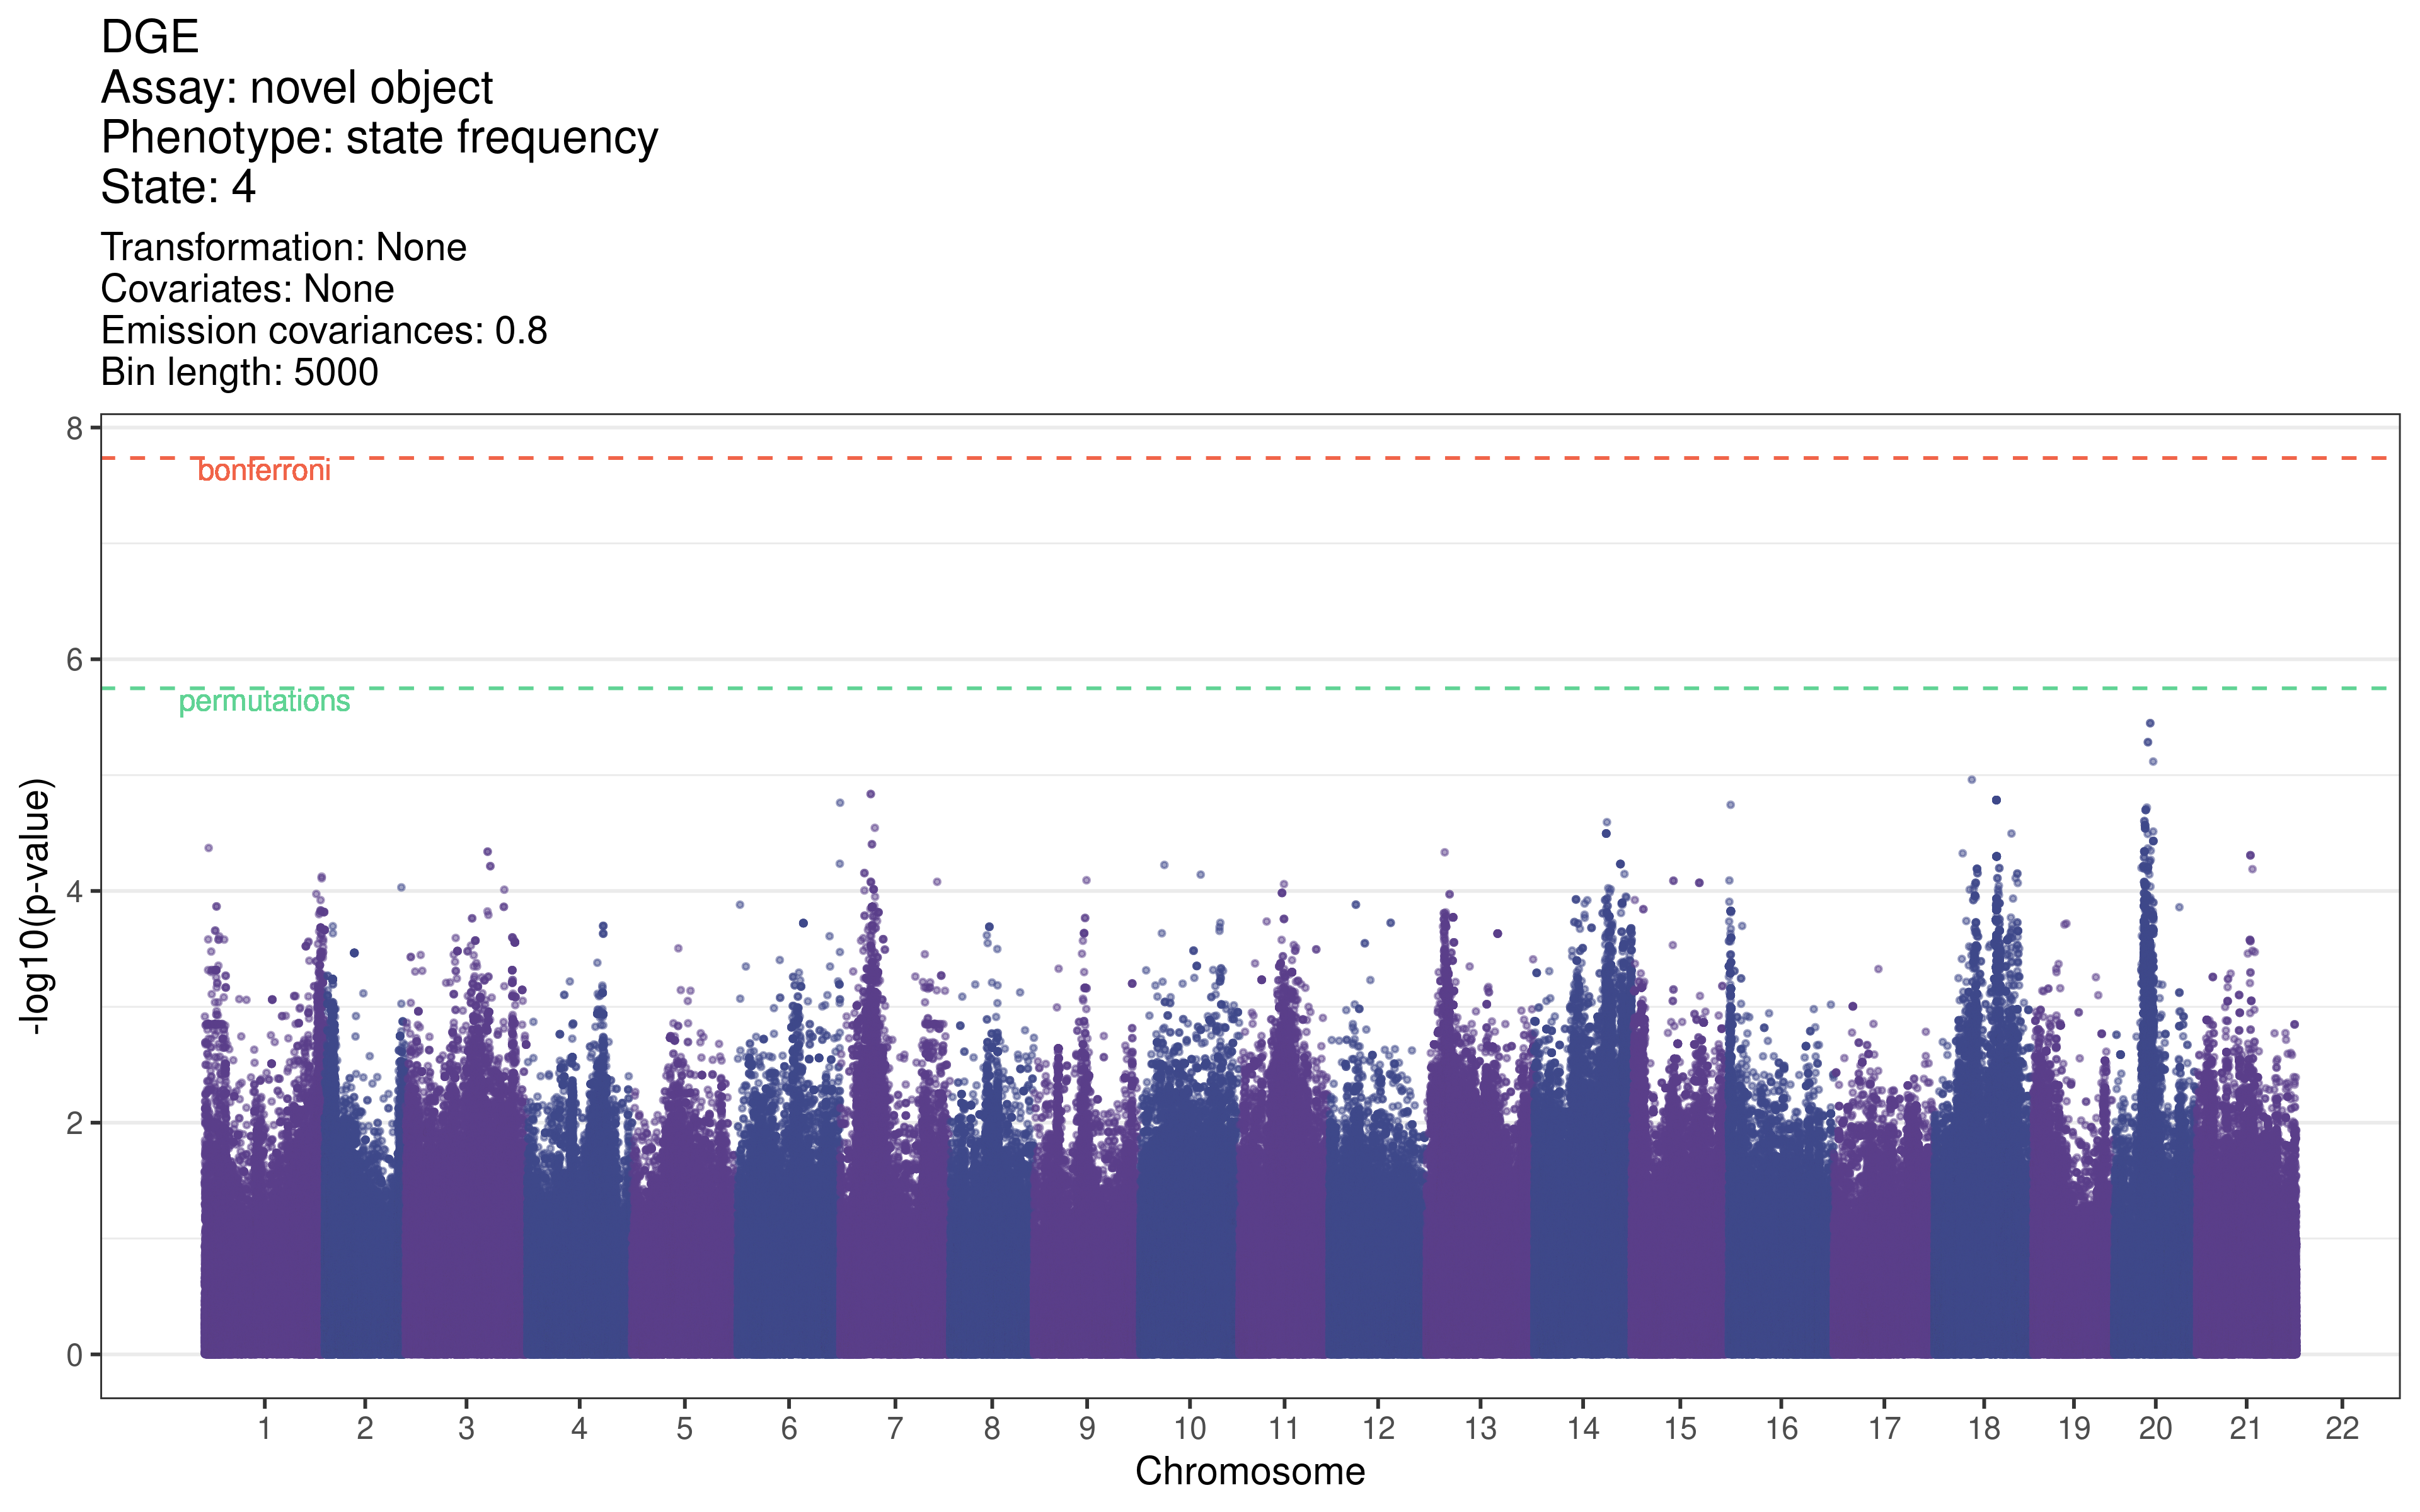 DGE
Assay: novel object
Phenotype: state frequency
State: 4
Transformation: None
Covariates: None
Emission covariances: 0.8
Bin length: 5000
8
bonferroni
6
permutations
4
2
0
-log10(p-value)
1 2 3 4 5 6 7 8 9 10 11 12 13 14 15 16 17 18 19 20 21 22
Chromosome